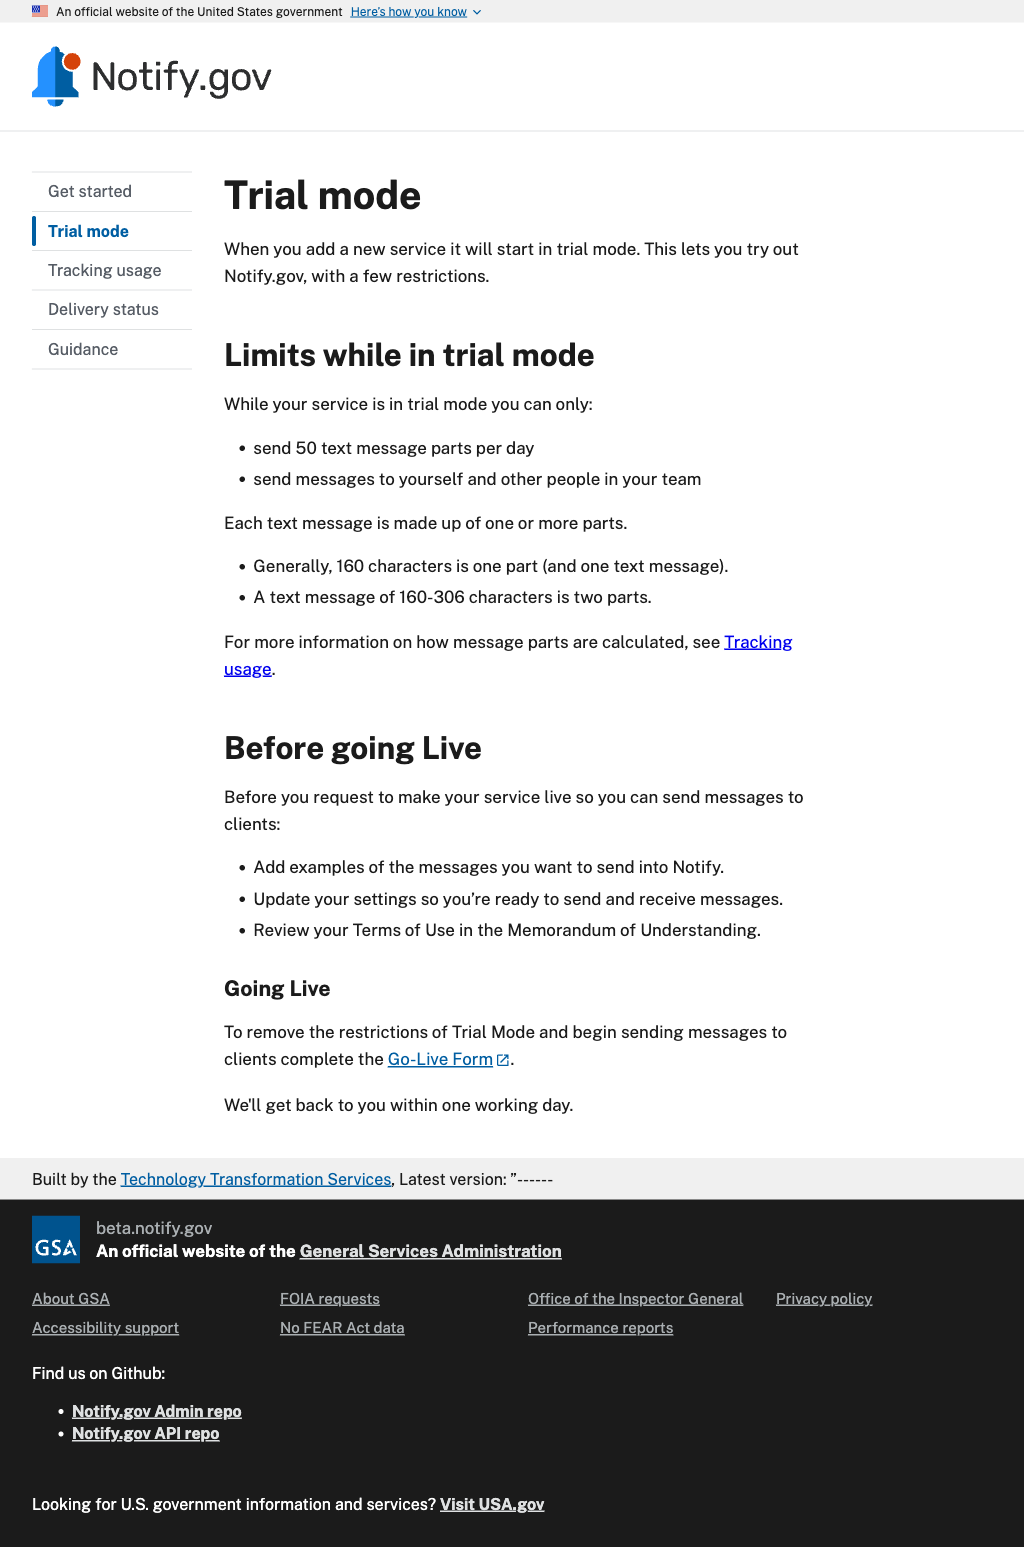 An official website of the United States government Here's how you know
Notify.gov
Get started
Trial mode
Tracking usage
Delivery status
Guidance
Trial mode
When you add a new service it will start in trial mode. This lets you try out
Notify.gov, with a few restrictions.
Limits while in trial mode
While your service is in trial mode you can only:
• send 50 text message parts per day
• send messages to yourself and other people in your team
Each text message is made up of one or more parts.
• Generally, 160 characters is one part (and one text message).
• A text message of 160-306 characters is two parts.
For more information on how message parts are calculated, see Tracking
usage.
Before going Live
Before you request to make your service live so you can send messages to
clients:
• Add examples of the messages you want to send into Notify.
• Update your settings so you’re ready to send and receive messages.
• Review your Terms of Use in the Memorandum of Understanding.
Going Live
To remove the restrictions of Trial Mode and begin sending messages to
clients complete the Go-Live Form.
We'll get back to you within one working day.
Built by the Technology Transformation Services, Latest version: ”------
GSA
beta.notify.gov
An official website of the General Services Administration
About GSA FOIA requests Office of the Inspector General Privacy policy
Accessibility support No FEAR Act data Performance reports
Find us on Github:
• Notify.gov Admin repo
• Notify.gov API repo
Looking for U.S. government information and services? Visit USA.gov